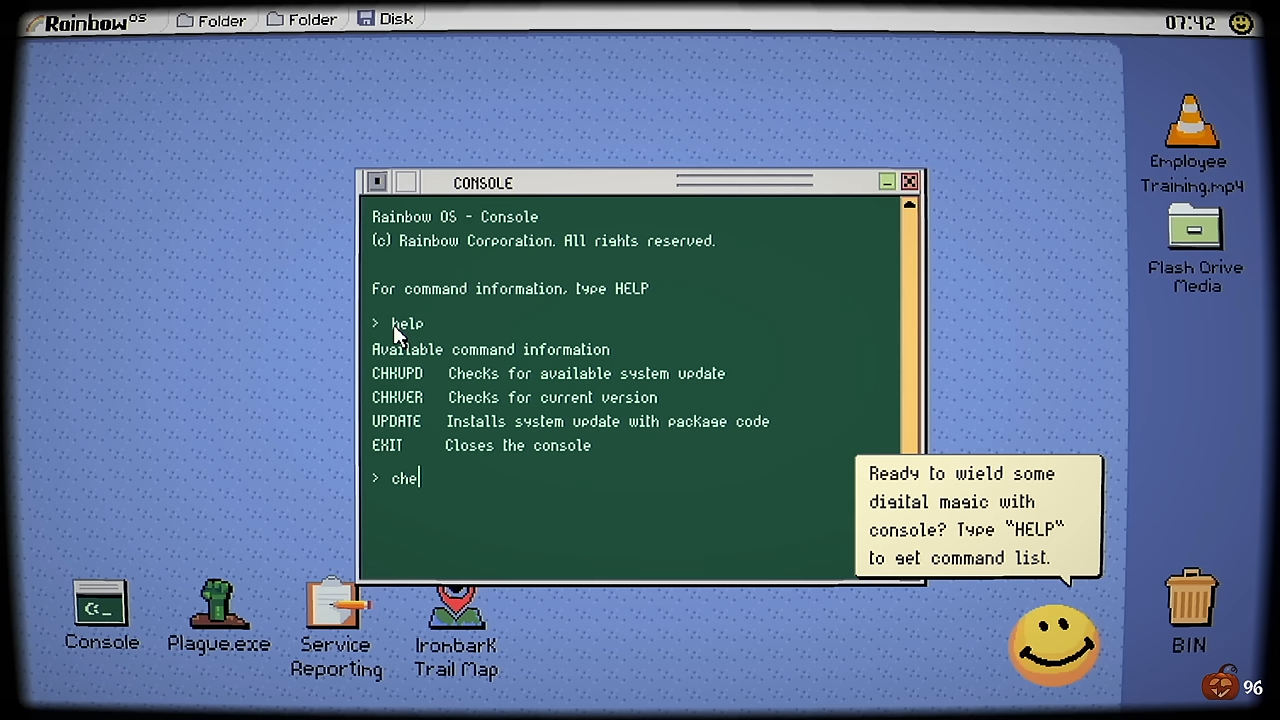 RainbowOS
Folder
Folder
Disk
07:42
Employee
Training.mp4
Flash Drive
Media
CONSOLE
Rainbow OS - Console
(c) Rainbow Corporation. All rights reserved.
For command information, type HELP
> help
Available command information
CHKUPD Checks for available system update
CHKVER Checks for current version
UPDATE Installs system update with package code
EXIT Closes the console
> che
Ready to wield some
digital magic with
console? Type "HELP"
to get command list.
C:\_
Console
Plague.exe
Service
Reporting
Ironbark
Trail Map
BIN
96